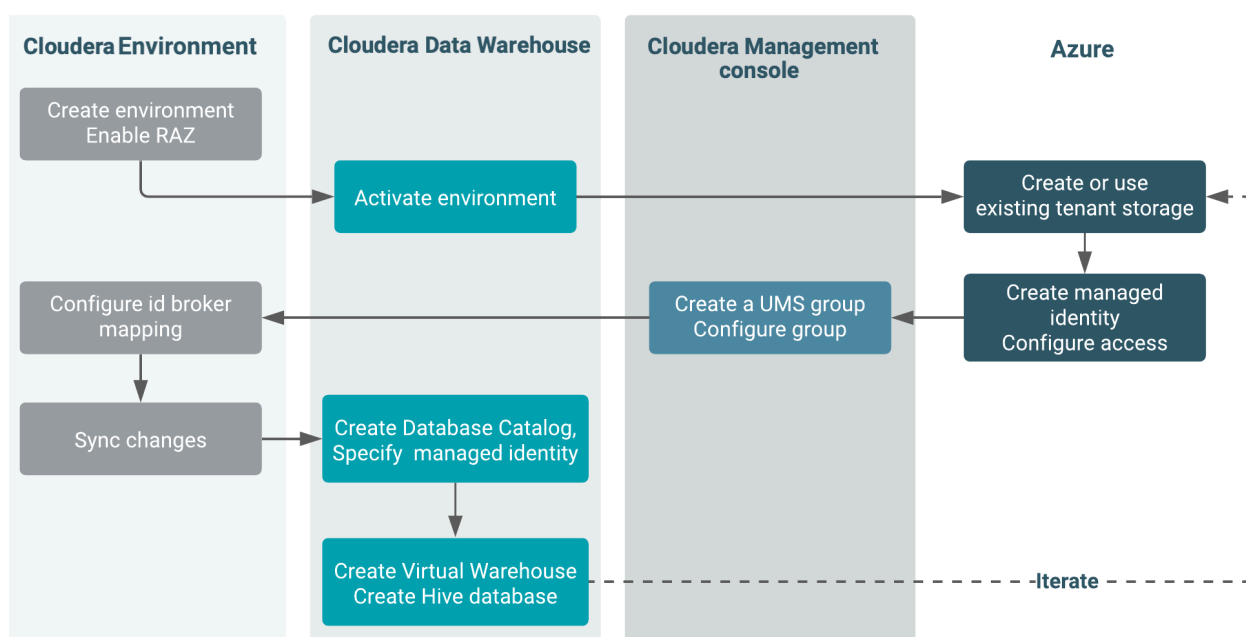 Cloudera Environment
Cloudera Data Warehouse
Cloudera Management
console
Azure
Create environment
Enable RAZ
Activate environment
Create or use
existing tenant storage
Configure id broker
mapping
Create a UMS group
Configure group
Create managed
identity
Configure access
Sync changes
Create Database Catalog,
Specify managed identity
Create Virtual Warehouse
Create Hive database
Iterate